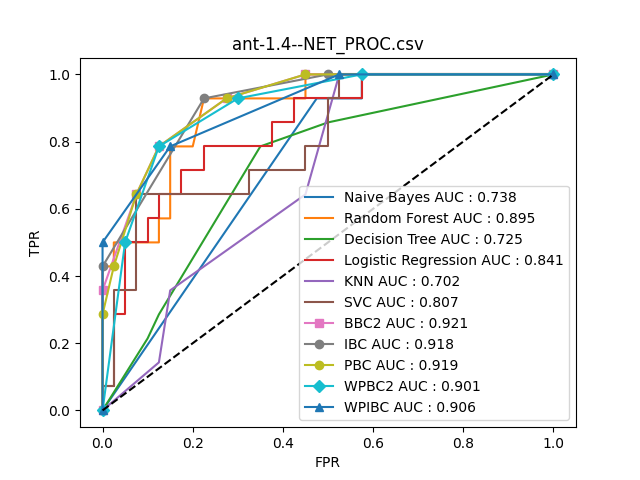 ant-1.4--NET_PROC.csv
1.0
0.8
0.6
0.4
0.2
0.0
TPR
Naive Bayes AUC : 0.738
Random Forest AUC : 0.895
Decision Tree AUC : 0.725
Logistic Regression AUC : 0.841
KNN AUC : 0.702
SVC AUC : 0.807
BBC2 AUC : 0.921
IBC AUC : 0.918
PBC AUC : 0.919
WPBC2 AUC : 0.901
WPIBC AUC : 0.906
0.0 0.2 0.4 0.6 0.8 1.0
FPR